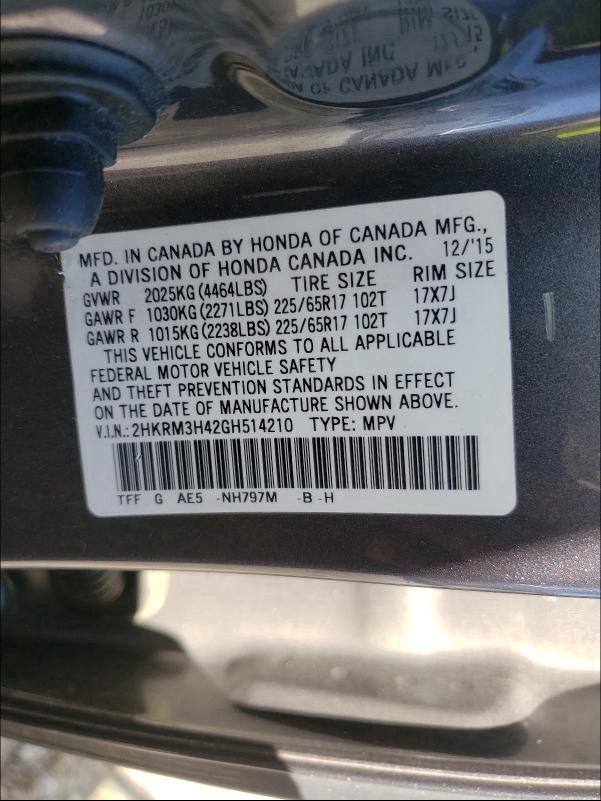 MFD. IN CANADA BY HONDA OF CANADA MFG.,
A DIVISION OF HONDA CANADA INC. 12/'15
GVWR 2025KG(4464LBS) TIRE SIZE RIM SIZE
GAWR F 1030KG(2271LBS) 225/65R17 102T 17X7J
GAWR R 1015KG(2238LBS) 225/65R17 102T 17X7J
THIS VEHICLE CONFORMS TO ALL APPLICABLE
FEDERAL MOTOR VEHICLE SAFETY
AND THEFT PREVENTION STANDARDS IN EFFECT
ON THE DATE OF MANUFACTURE SHOWN ABOVE.
V.I.N.: 2HKRM3H42GH514210 TYPE: MPV
TFF G AE5 -NH797M -B -H